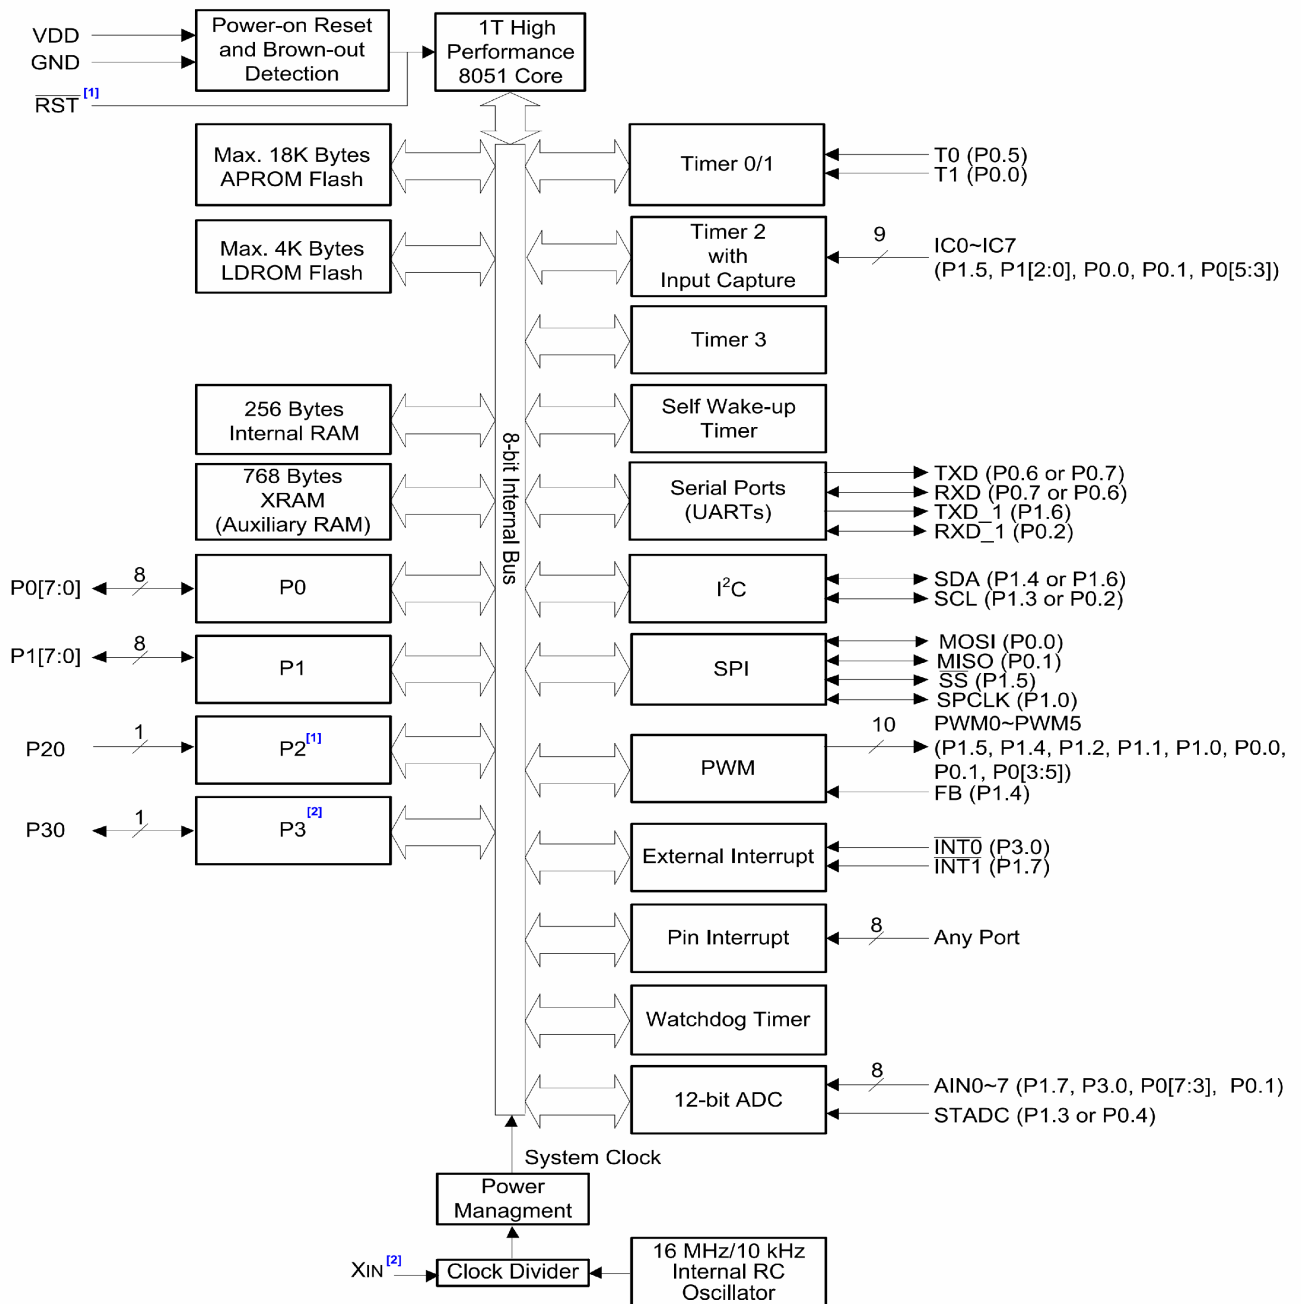 VDD
GND
RST [1]
Power-on Reset
and Brown-out
Detection
1T High
Performance
8051 Core
Max. 18K Bytes
APROM Flash
Timer 0/1
T0 (P0.5)
T1 (P0.0)
Max. 4K Bytes
LDROM Flash
Timer 2
with
Input Capture
9
IC0~IC7
(P1.5, P1[2:0], P0.0, P0.1, P0[5:3])
Timer 3
256 Bytes
Internal RAM
Self Wake-up
Timer
8-bit Internal Bus
768 Bytes
XRAM
(Auxiliary RAM)
Serial Ports
(UARTs)
TXD (P0.6 or P0.7)
RXD (P0.7 or P0.6)
TXD_1 (P1.6)
RXD_1 (P0.2)
P0[7:0]
8
P0
I²C
SDA (P1.4 or P1.6)
SCL (P1.3 or P0.2)
P1[7:0]
8
P1
SPI
MOSI (P0.0)
MISO (P0.1)
SS (P1.5)
SPCLK (P1.0)
P20
1
P2[1]
PWM
10
PWM0~PWM5
(P1.5, P1.4, P1.2, P1.1, P1.0, P0.0,
P0.1, P0[3:5])
FB (P1.4)
P30
1
P3[2]
External Interrupt
INT0 (P3.0)
INT1 (P1.7)
Pin Interrupt
8
Any Port
Watchdog Timer
12-bit ADC
8
AIN0~7 (P1.7, P3.0, P0[7:3], P0.1)
STADC (P1.3 or P0.4)
System Clock
Power
Managment
XIN [2]
Clock Divider
16 MHz/10 kHz
Internal RC
Oscillator